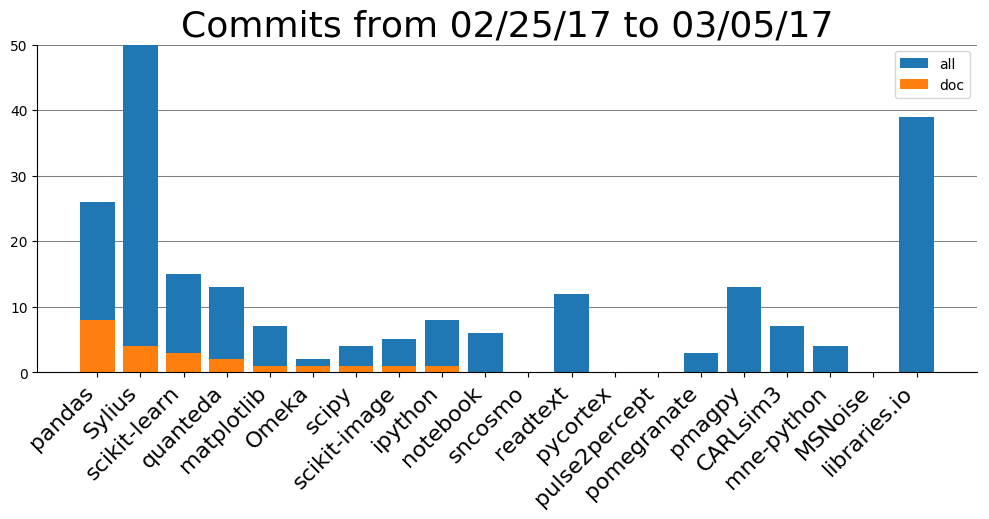 Commits from 02/25/17 to 03/05/17
50
40
30
20
10
0
all
doc
pandas
Sylius
scikit-learn
quanteda
matplotlib
Omeka
scipy
scikit-image
ipython
notebook
sncosmo
readtext
pycortex
pulse2percept
pomegranate
pmagpy
CARLsim3
mne-python
MSNoise
libraries.io